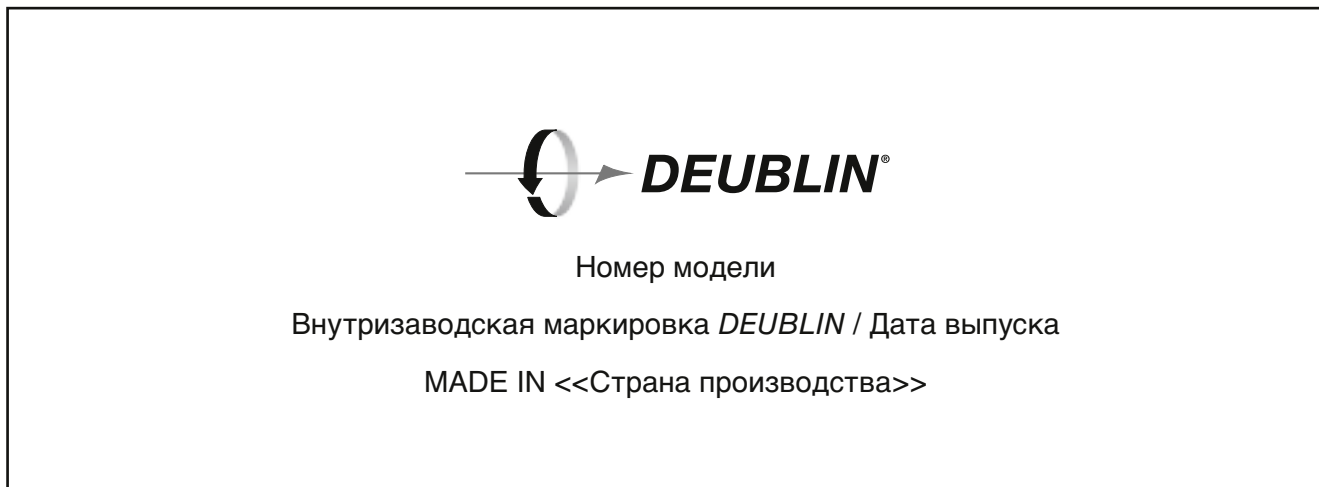 DEUBLIN®
Номер модели
Внутризаводская маркировка DEUBLIN / Дата выпуска
MADE IN <<Страна производства>>